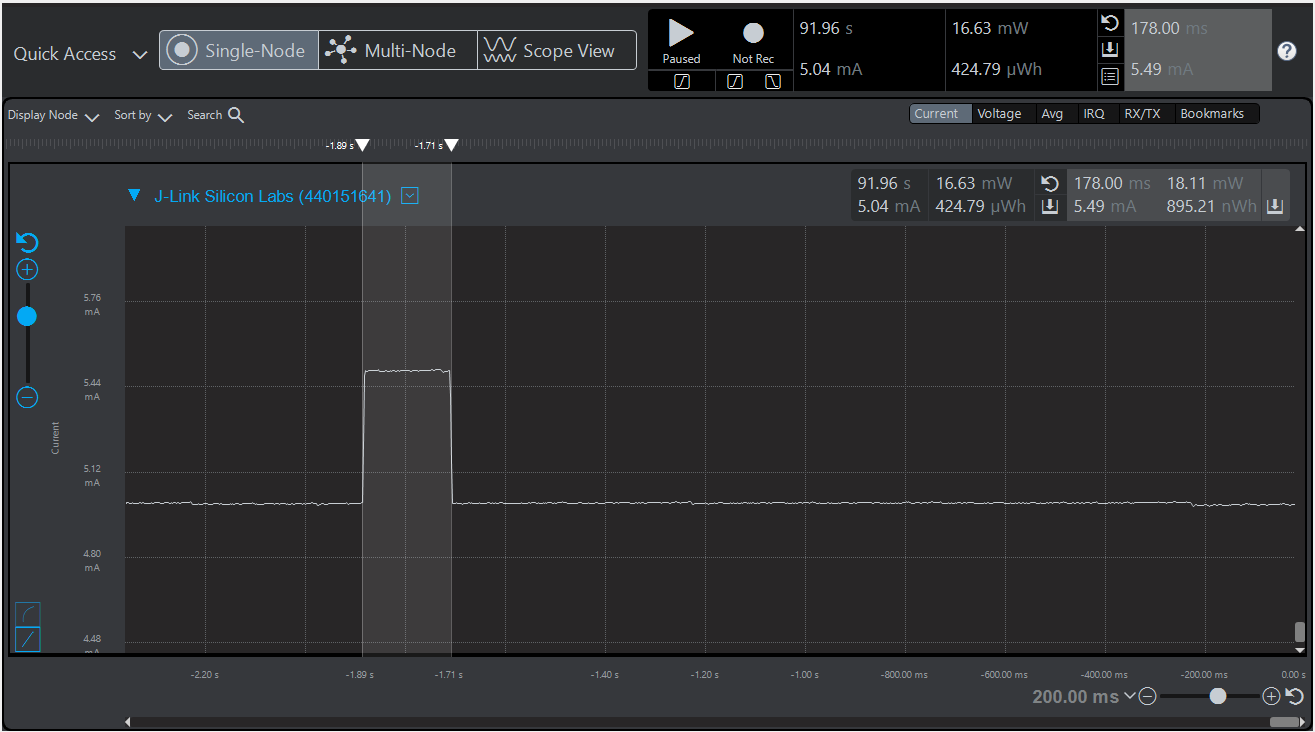 Quick Access
Single-Node
Multi-Node
Scope View
Paused
Not Rec
91.96 s
5.04 mA
16.63 mW
424.79 µWh
178.00 ms
5.49 mA
?
Display Node
Sort by
Search
Current
Voltage
Avg
IRQ
RX/TX
Bookmarks
-1.89 s
-1.71 s
J-Link Silicon Labs (440151641)
91.96 s 16.63 mW
5.04 mA 424.79 µWh
178.00 ms 18.11 mW
5.49 mA 895.21 nWh
5.76
mA
5.44
mA
5.12
mA
4.80
mA
4.48
mA
Current
-2.20 s -1.89 s -1.71 s -1.40 s -1.20 s -1.00 s -800.00 ms -600.00 ms -400.00 ms -200.00 ms 0.00 s
200.00 ms